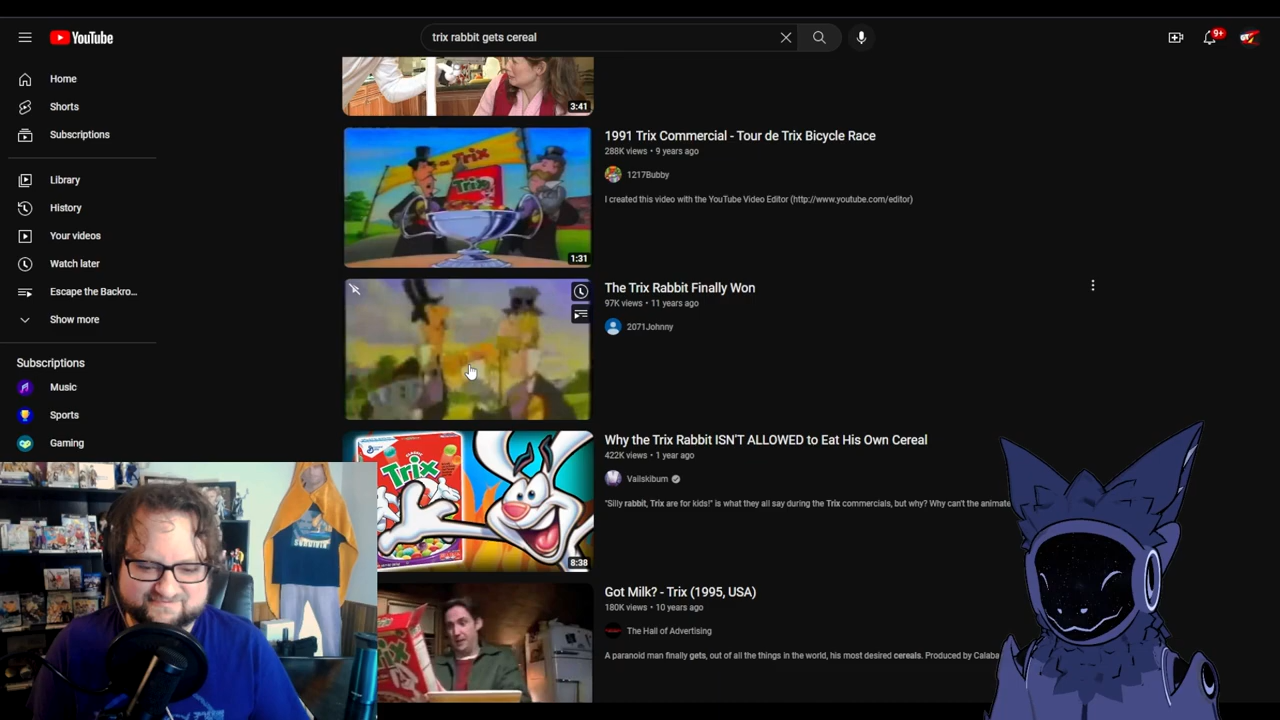 YouTube
trix rabbit gets cereal
9+
Home
Shorts
Subscriptions
Library
History
Your videos
Watch later
Escape the Backro...
Show more
Subscriptions
Music
Sports
Gaming
3:41
= Trix
Trix
1:31
1991 Trix Commercial - Tour de Trix Bicycle Race
288K views • 9 years ago
1217Bubby
I created this video with the YouTube Video Editor (http://www.youtube.com/editor)
The Trix Rabbit Finally Won
97K views • 11 years ago
2071Johnny
Trix
8:38
Why the Trix Rabbit ISN'T ALLOWED to Eat His Own Cereal
422K views • 1 year ago
Vailskibum
"Silly rabbit, Trix are for kids!" is what they all say during the Trix commercials, but why? Why can't the animate
Got Milk? - Trix (1995, USA)
180K views • 10 years ago
The Hall of Advertising
A paranoid man finally gets, out of all the things in the world, his most desired cereals. Produced by Calaba
SURVIVOR